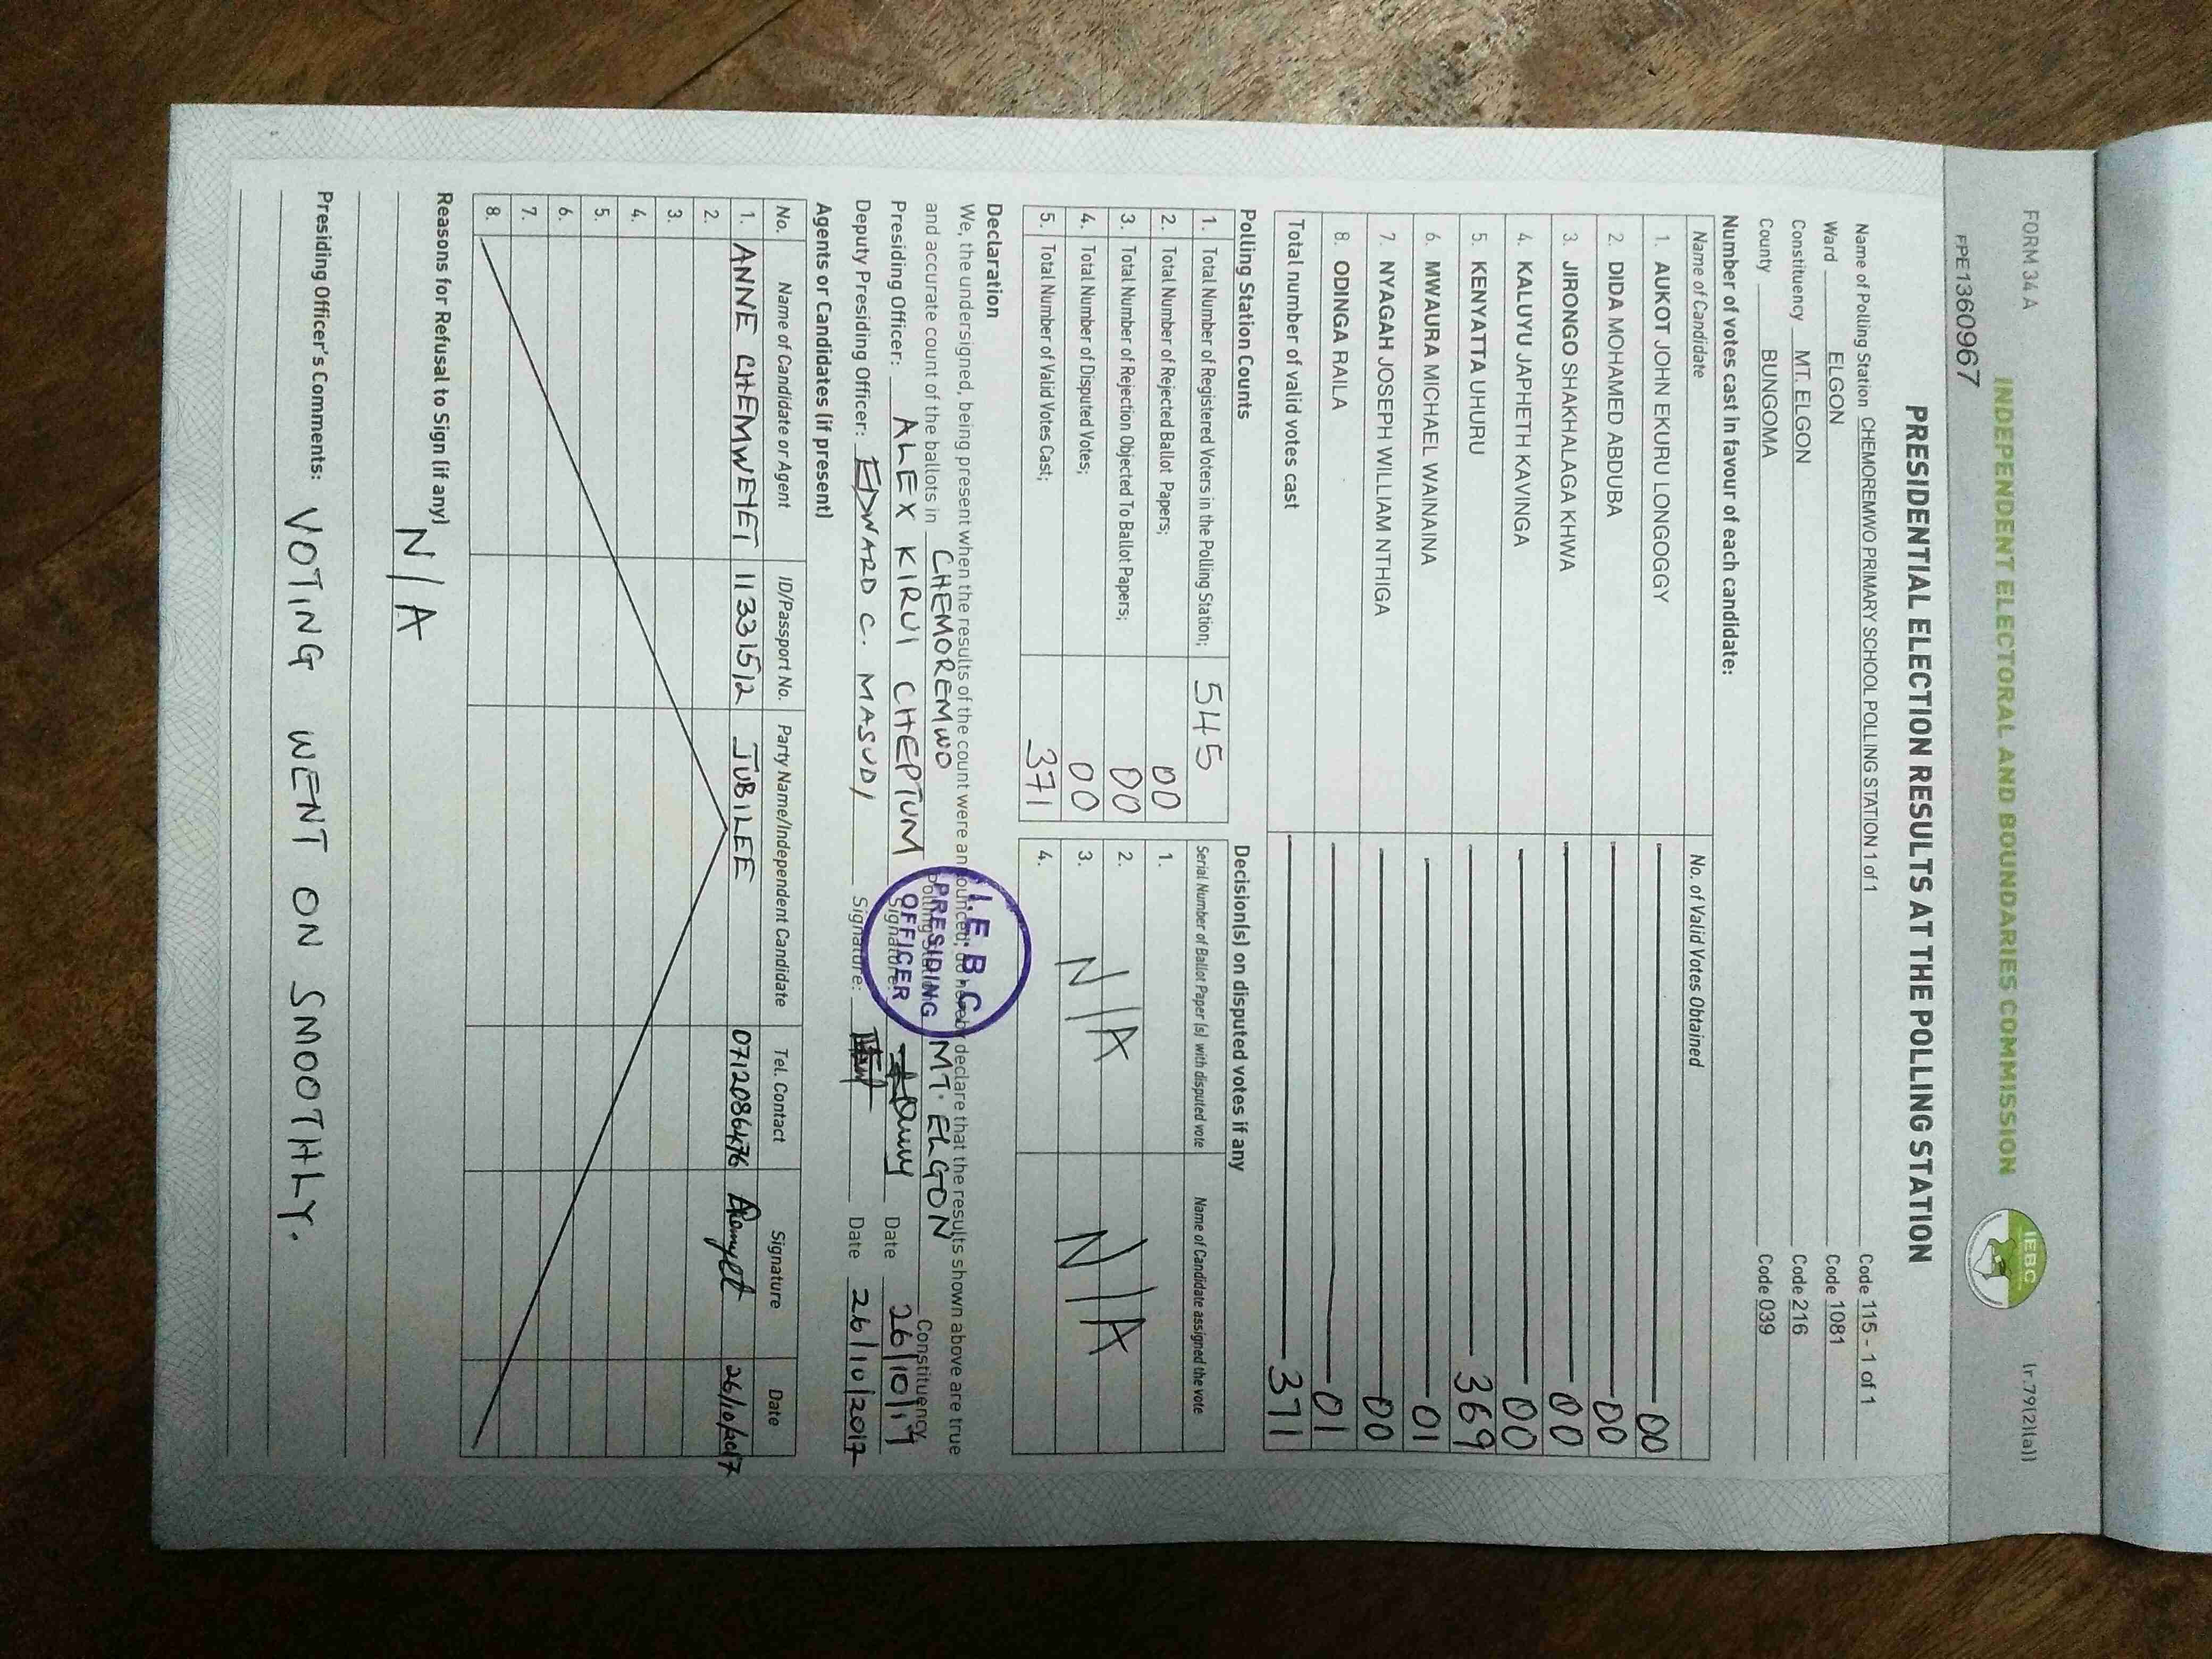 FORM 34 A
(r.79(2)(a))
INDEPENDENT ELECTORAL AND BOUNDARIES COMMISSION
IEBC
PPE1360967
PRESIDENTIAL ELECTION RESULTS AT THE POLLING STATION
Name of Polling Station CHEMOREMWO PRIMARY SCHOOL POLLING STATION 1 of 1 Code 115 - 1 of 1
Ward ELGON Code 1081
Constituency MT. ELGON Code 216
County BUNGOMA Code 039
Number of votes cast in favour of each candidate:
Name of Candidate No. of Valid Votes Obtained
1. AUKOT JOHN EKURU LONGOGGY 00
2. DIDA MOHAMED ABDUBA 00
3. JIRONGO SHAKHALAGA KHWA 00
4. KALUYU JAPHETH KAVINGA 00
5. KENYATTA UHURU 369
6. MWAURA MICHAEL WAINAINA 01
7. NYAGAH JOSEPH WILLIAM NTHIGA 00
8. ODINGA RAILA 01
Total number of valid votes cast 371
Polling Station Counts
1. Total Number of Registered Voters in the Polling Station; 545
2. Total Number of Rejected Ballot Papers; 00
3. Total Number of Rejection Objected To Ballot Papers; 00
4. Total Number of Disputed Votes; 00
5. Total Number of Valid Votes Cast; 371
Decision(s) on disputed votes if any
Serial Number of Ballot Paper (s) with disputed vote Name of Candidate assigned the vote
1.
2. N/A N/A
3.
4.
Declaration
We, the undersigned, being present when the results of the count were announced, do hereby declare that the results shown above are true
and accurate count of the ballots in CHEMOREMWO Polling Station MT. ELGON Constituency
Presiding Officer: ALEX KIRUI CHEPTUM Signature: Date 26/10/17
Deputy Presiding Officer: EDWARD C. MASUDI Signature: Date 26/10/2017
I.E.B.C
PRESIDING
OFFICER
Agents or Candidates (if present)
No. Name of Candidate or Agent ID/Passport No. Party Name/Independent Candidate Tel. Contact Signature Date
1. ANNE CHEMWEYET 11331512 JUBILEE 0712086476 26/10/2017
2.
3.
4.
5.
6.
7.
8.
Reasons for Refusal to Sign (if any)
N/A
Presiding Officer's Comments: VOTING WENT ON SMOOTHLY.